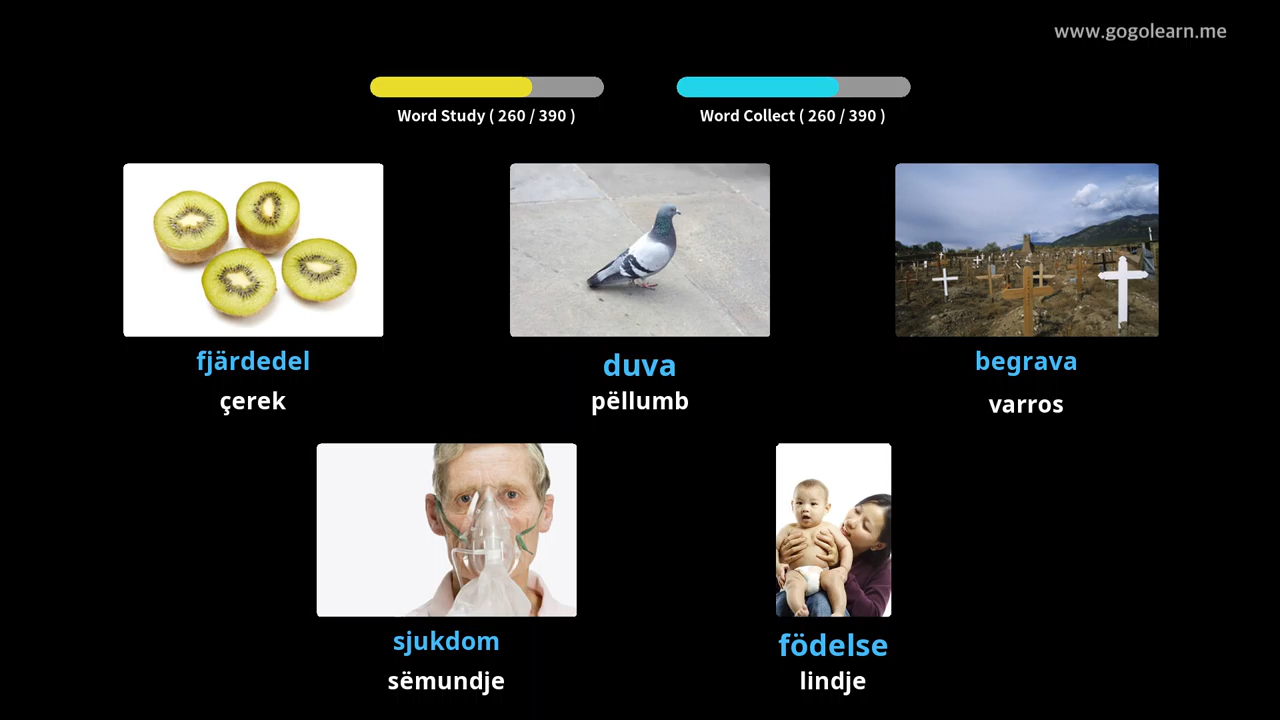 www.gogolearn.me
Word Study ( 260 / 390 )
Word Collect ( 260 / 390 )
fjärdedel
çerek
duva
pëllumb
begrava
varros
sjukdom
sëmundje
födelse
lindje